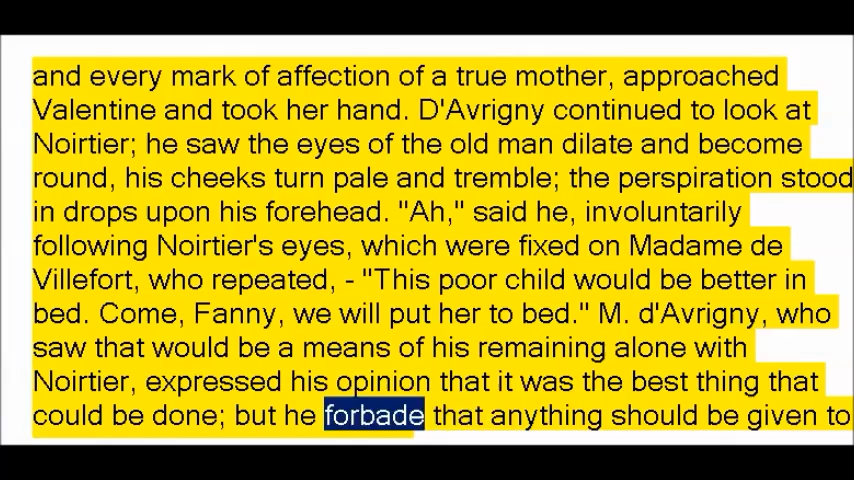 and every mark of affection of a true mother, approached
Valentine and took her hand. D'Avrigny continued to look at
Noirtier; he saw the eyes of the old man dilate and become
round, his cheeks turn pale and tremble; the perspiration stood
in drops upon his forehead. "Ah," said he, involuntarily
following Noirtier's eyes, which were fixed on Madame de
Villefort, who repeated, - "This poor child would be better in
bed. Come, Fanny, we will put her to bed." M. d'Avrigny, who
saw that would be a means of his remaining alone with
Noirtier, expressed his opinion that it was the best thing that
could be done; but he forbade that anything should be given to